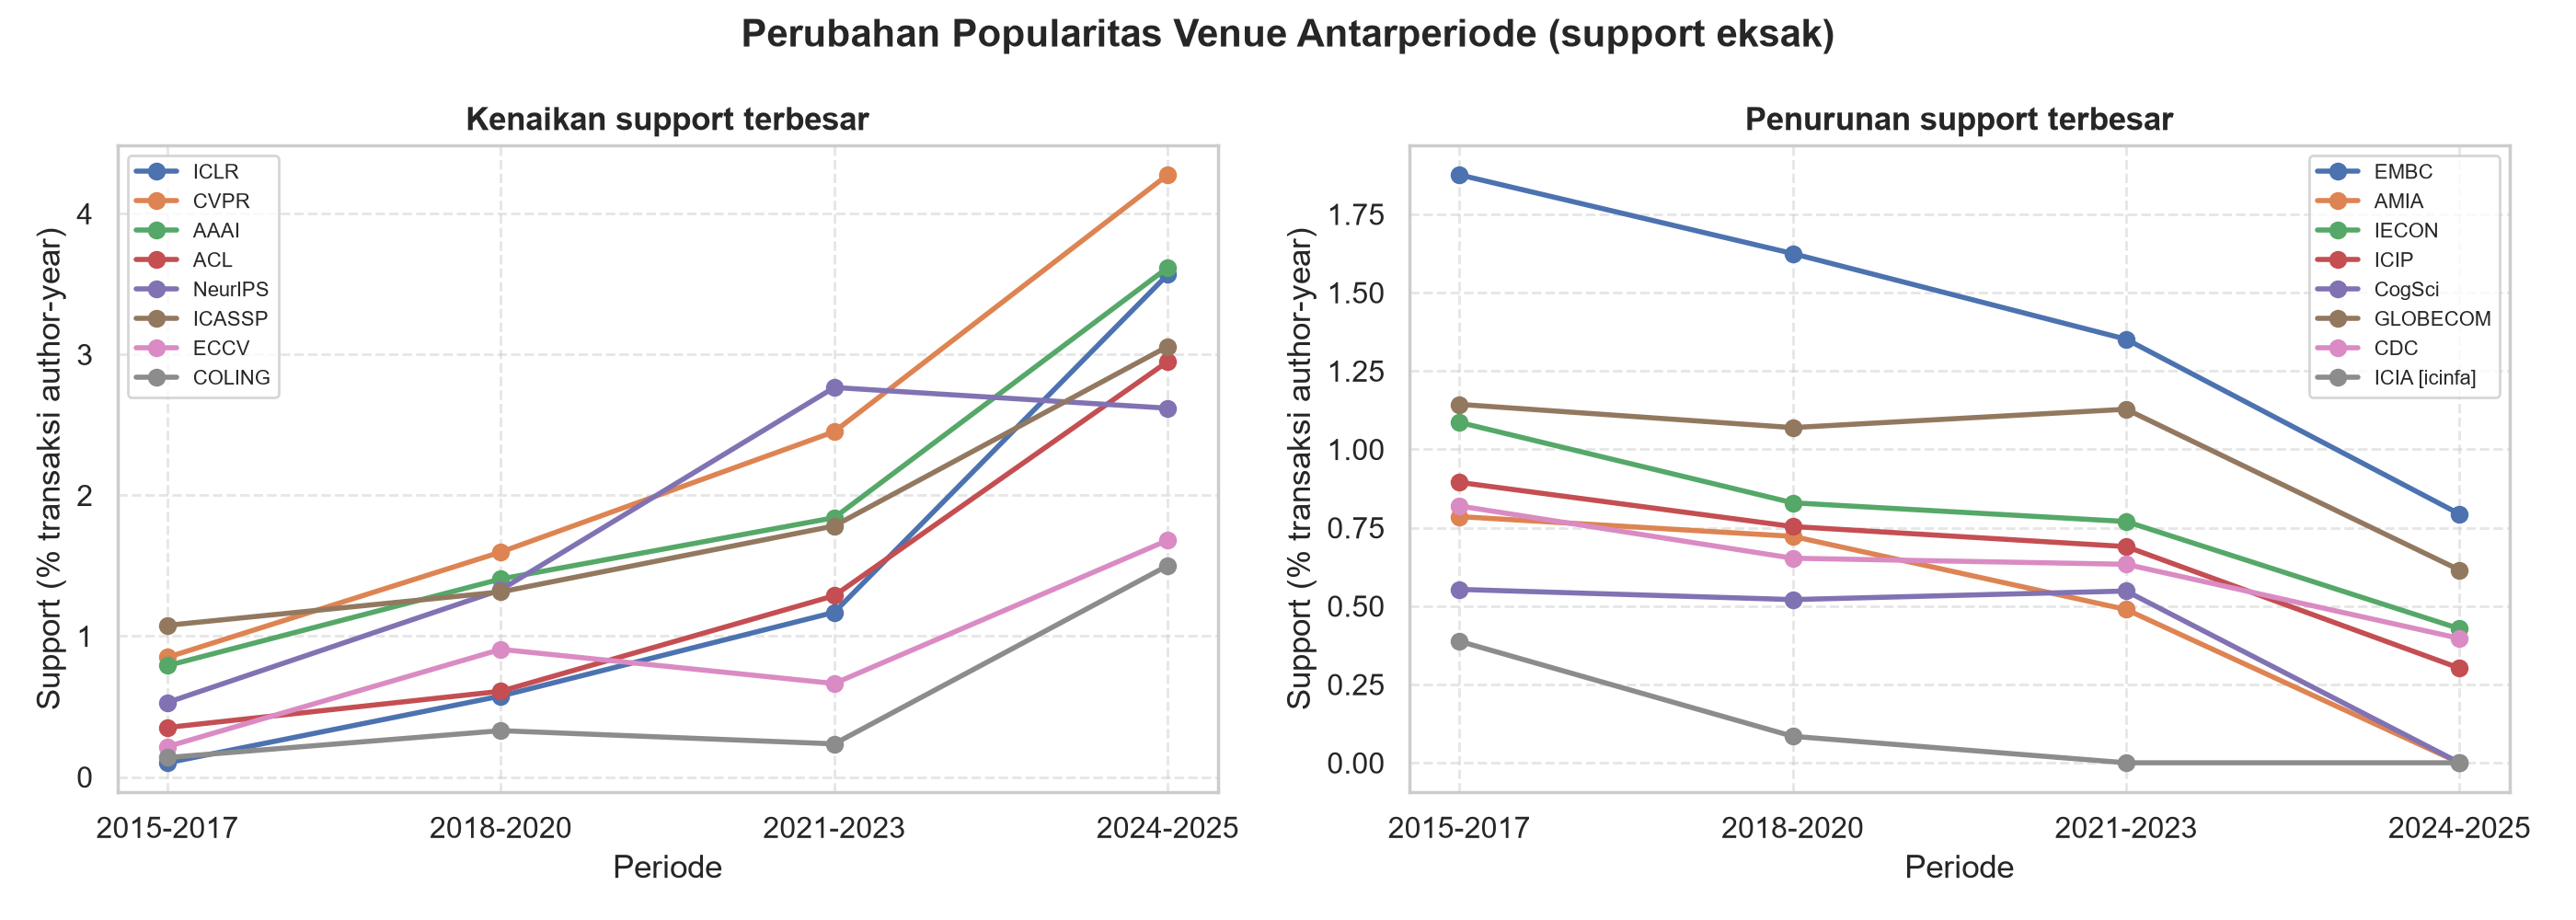 Perubahan Popularitas Venue Antarperiode (support eksak)
Kenaikan support terbesar
Support (% transaksi author-year)
4
3
2
1
0
ICLR
CVPR
AAAI
ACL
NeurIPS
ICASSP
ECCV
COLING
2015-2017
2018-2020
2021-2023
2024-2025
Periode
Penurunan support terbesar
Support (% transaksi author-year)
1.75
1.50
1.25
1.00
0.75
0.50
0.25
0.00
EMBC
AMIA
IECON
ICIP
CogSci
GLOBECOM
CDC
ICIA [icinfa]
2015-2017
2018-2020
2021-2023
2024-2025
Periode